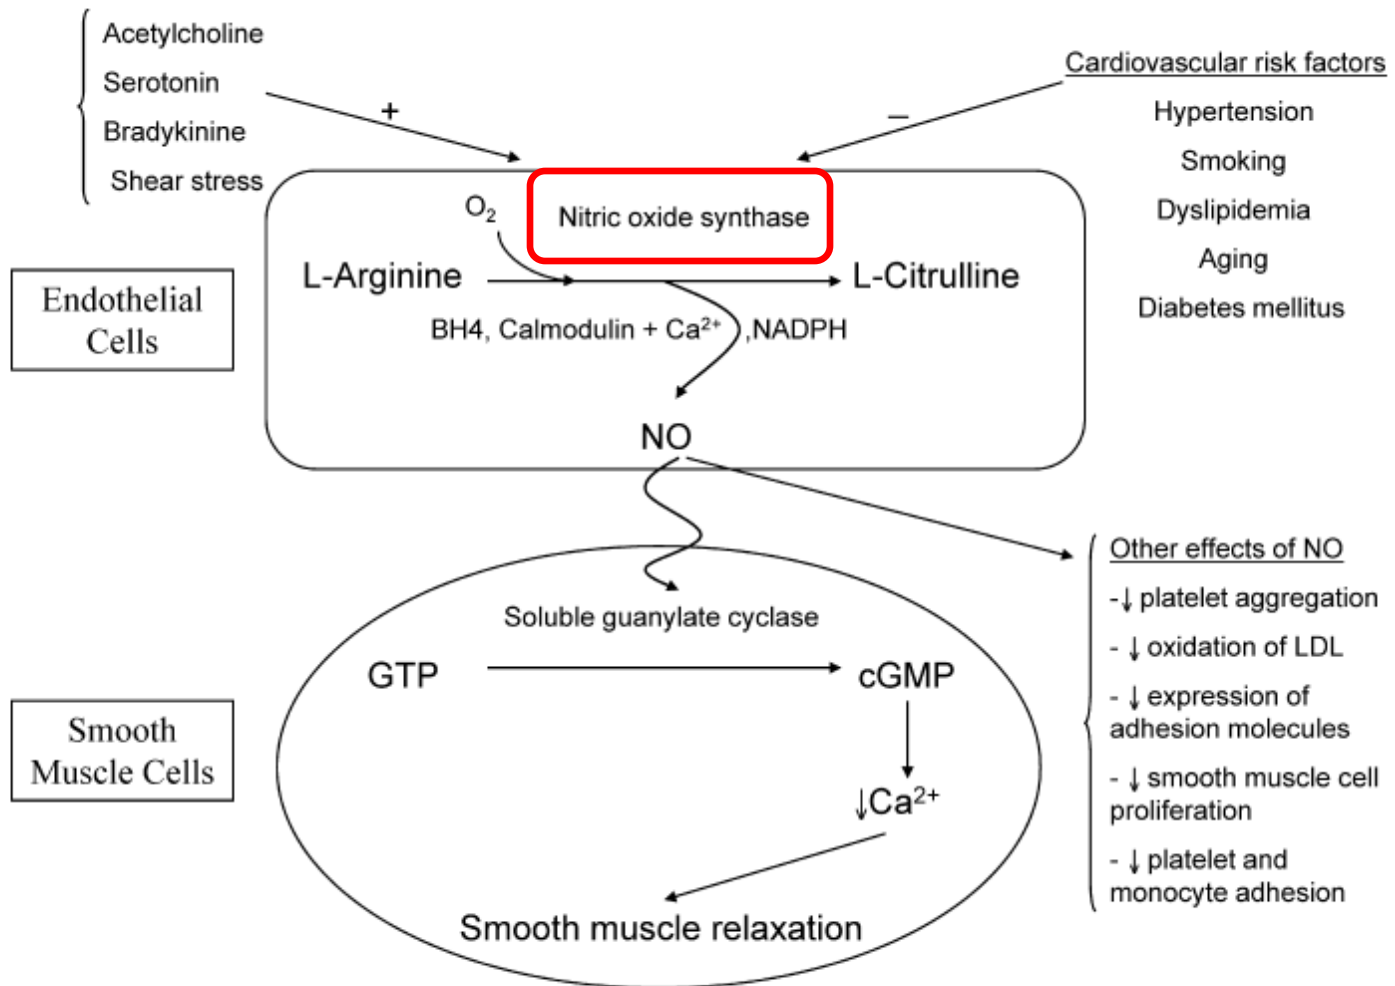 Acetylcholine
Serotonin
Bradykinine
Shear stress
+
Cardiovascular risk factors
Hypertension
Smoking
Dyslipidemia
Aging
Diabetes mellitus
–
Endothelial
Cells
O₂
Nitric oxide synthase
L-Arginine
L-Citrulline
BH4, Calmodulin + Ca²⁺ ,NADPH
NO
Other effects of NO
-↓ platelet aggregation
- ↓ oxidation of LDL
- ↓ expression of
adhesion molecules
- ↓ smooth muscle cell
proliferation
- ↓ platelet and
monocyte adhesion
Smooth
Muscle Cells
Soluble guanylate cyclase
GTP
cGMP
↓Ca²⁺
Smooth muscle relaxation